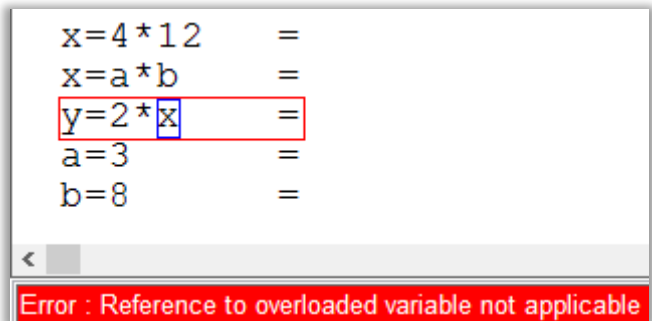 x=4*12 =
x=a*b =
y=2*x =
a=3 =
b=8 =
<
Error : Reference to overloaded variable not applicable